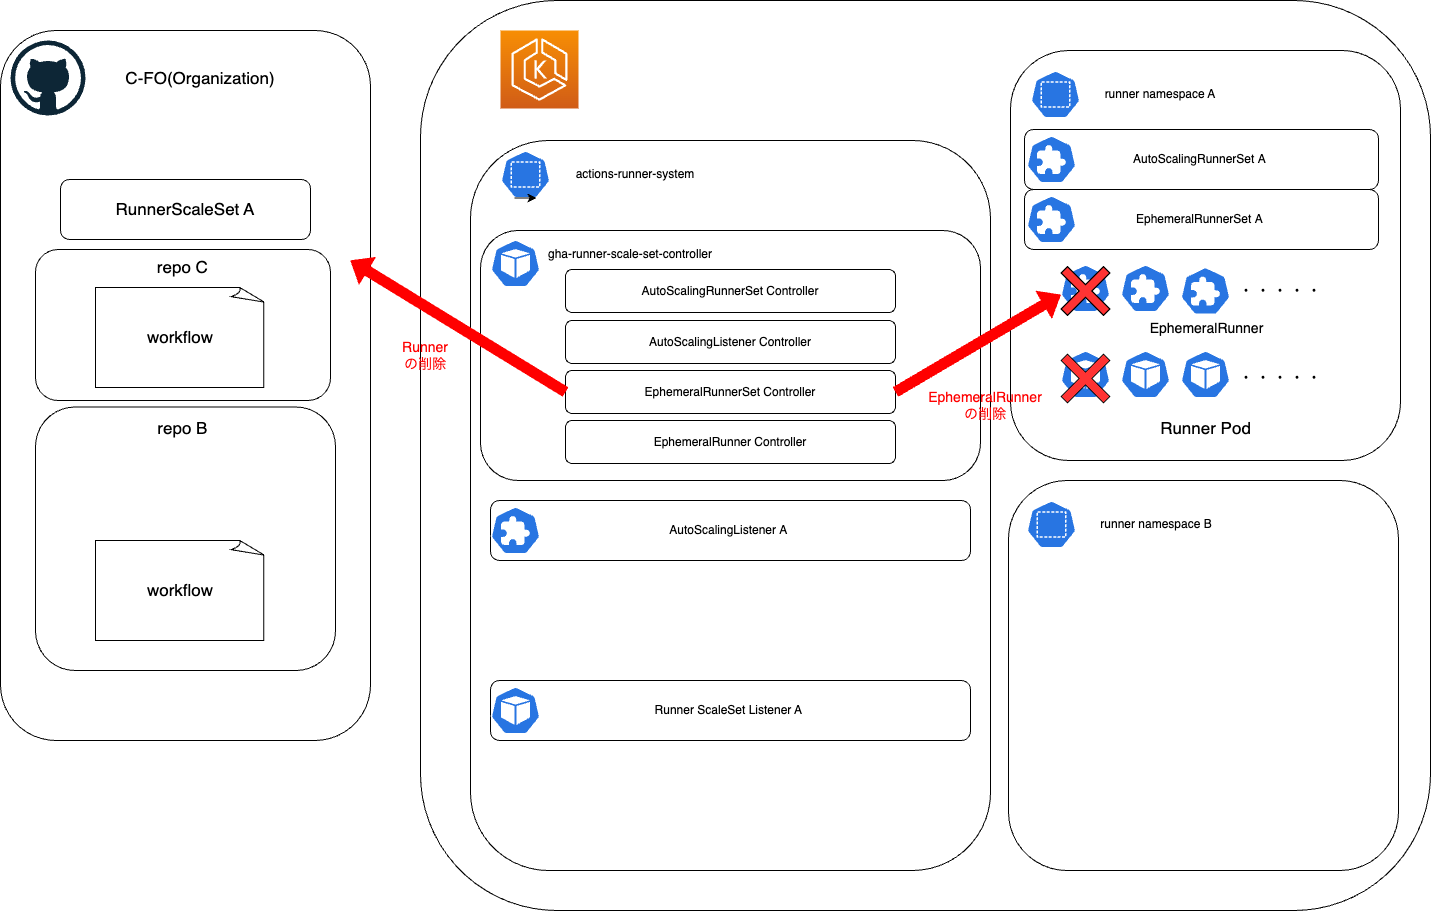 C-FO(Organization)
RunnerScaleSet A
repo C
workflow
repo B
workflow
Runner
の削除
K
actions-runner-system
gha-runner-scale-set-controller
AutoScalingRunnerSet Controller
AutoScalingListener Controller
EphemeralRunnerSet Controller
EphemeralRunner Controller
AutoScalingListener A
Runner ScaleSet Listener A
EphemeralRunner
の削除
runner namespace A
AutoScalingRunnerSet A
EphemeralRunnerSet A
・・・・・
EphemeralRunner
・・・・・
Runner Pod
runner namespace B